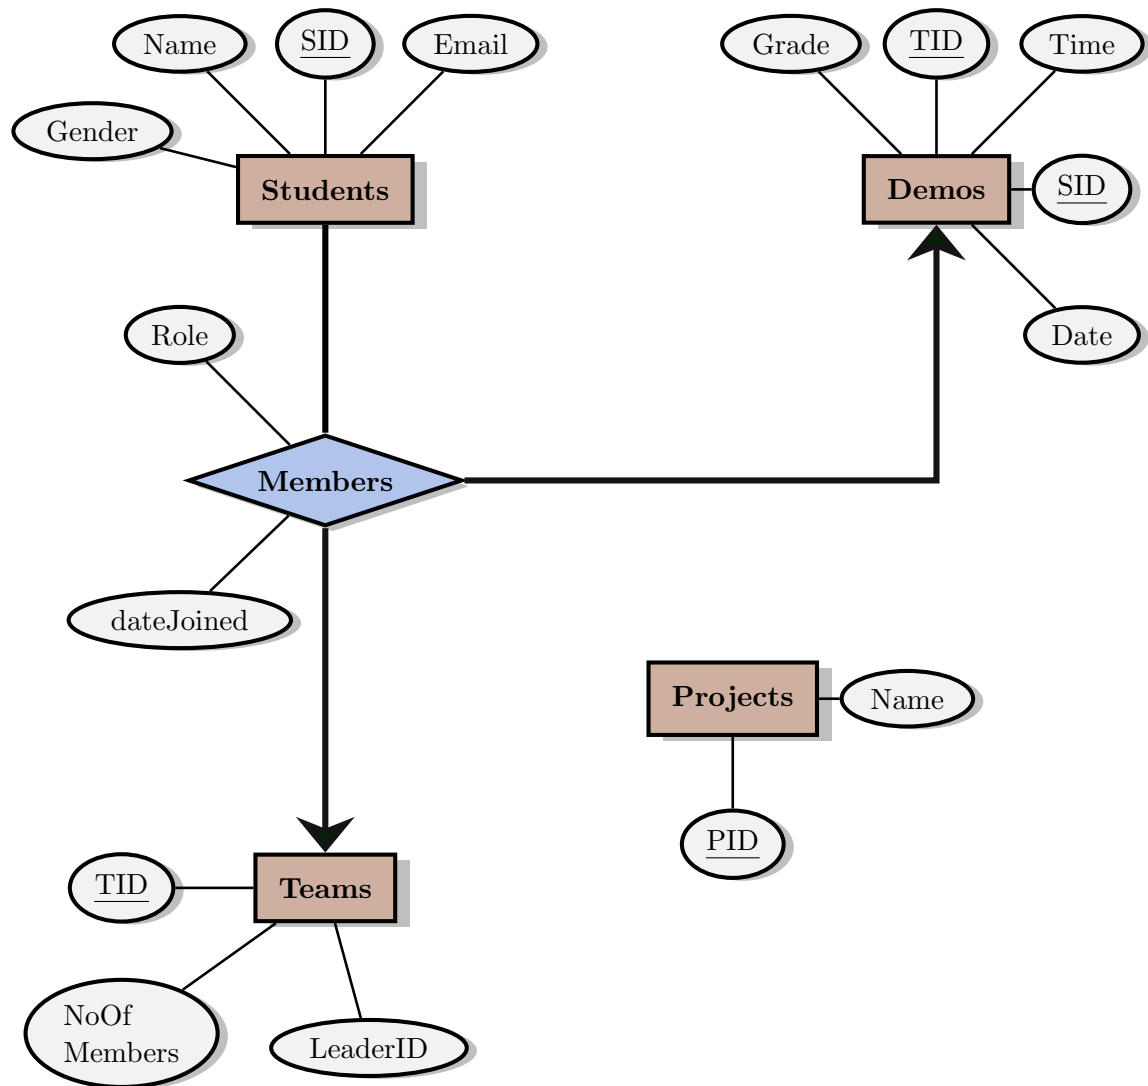 Name
SID
Email
Grade
TID
Time
Gender
Students
Demos
SID
Role
Date
Members
dateJoined
Projects
Name
PID
TID
Teams
NoOf
Members
LeaderID